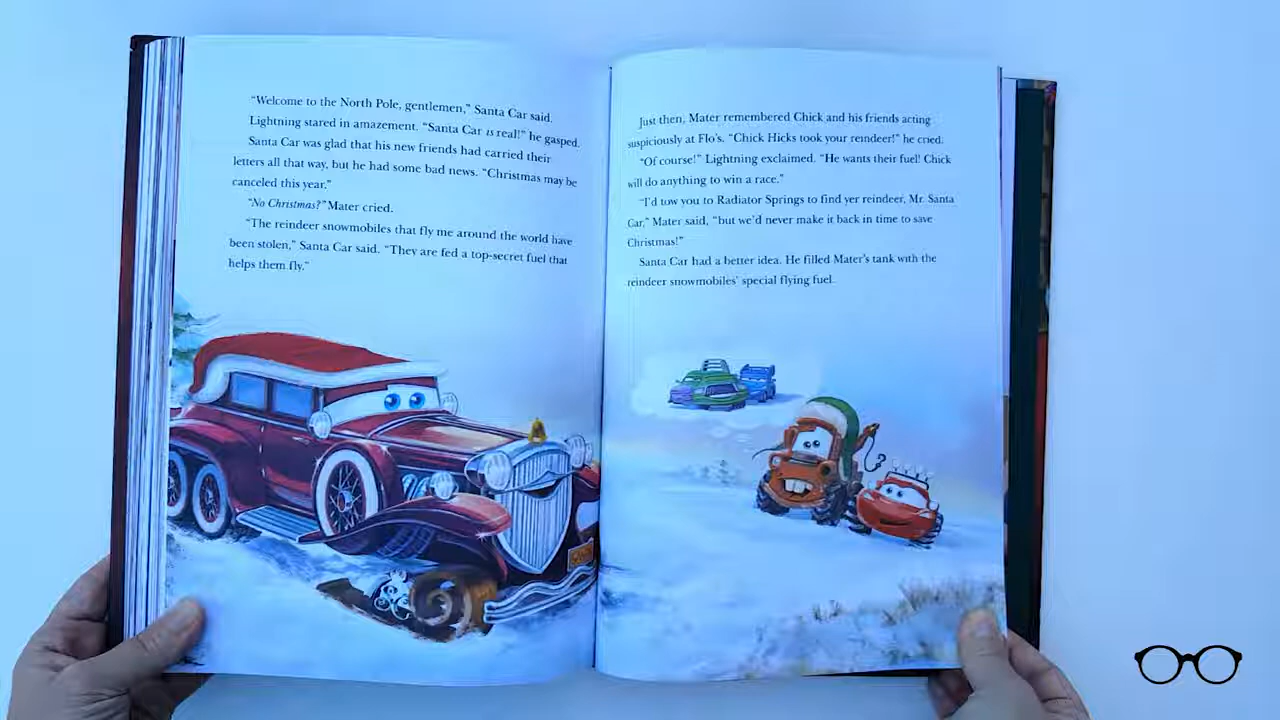 “Welcome to the North Pole, gentlemen,” Santa Car said.
Lightning stared in amazement. “Santa Car is real!” he gasped.
Santa Car was glad that his new friends had carried their
letters all that way, but he had some bad news. “Christmas may be
canceled this year.”
“No Christmas?” Mater cried.
“The reindeer snowmobiles that fly me around the world have
been stolen,” Santa Car said. “They are fed a top-secret fuel that
helps them fly.”
Just then, Mater remembered Chick and his friends acting
suspiciously at Flo’s. “Chick Hicks took your reindeer!” he cried.
“Of course!” Lightning exclaimed. “He wants their fuel! Chick
will do anything to win a race.”
“I’d tow you to Radiator Springs to find yer reindeer, Mr. Santa
Car,” Mater said, “but we’d never make it back in time to save
Christmas!”
Santa Car had a better idea. He filled Mater’s tank with the
reindeer snowmobiles’ special flying fuel.